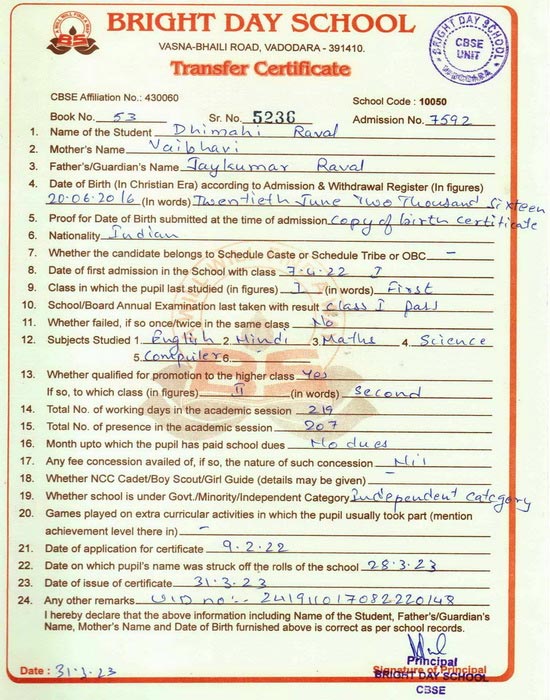 BRIGHT DAY SCHOOL
VASNA-BHAILI ROAD, VADODARA - 391410.
BRIGHT DAY SCHOOL
CBSE
UNIT
VADODARA
Transfer Certificate
CBSE Affiliation No.: 430060 School Code : 10050
Book No. 53 Sr. No. 5236 Admission No. 7592
1. Name of the Student Dhimahi Raval
2. Mother's Name Vaibhavi
3. Father's/Guardian's Name Jaykumar Raval
4. Date of Birth (In Christian Era) according to Admission & Withdrawal Register (In figures)
20.06.2016 (In words) Twentieth June Two Thousand Sixteen
5. Proof for Date of Birth submitted at the time of admission copy of birth certificate
6. Nationality Indian
7. Whether the candidate belongs to Schedule Caste or Schedule Tribe or OBC -
8. Date of first admission in the School with class 7.4.22 I
9. Class in which the pupil last studied (in figures) I (in words) First
10. School/Board Annual Examination last taken with result class I pass
11. Whether failed, if so once/twice in the same class No
12. Subjects Studied 1. English 2. Hindi 3. Maths 4. Science
5. Computer 6.
13. Whether qualified for promotion to the higher class Yes
If so, to which class (in figures) II (in words) Second
14. Total No. of working days in the academic session 219
15. Total No. of presence in the academic session 207
16. Month upto which the pupil has paid school dues No dues
17. Any fee concession availed of, if so, the nature of such concession Nil
18. Whether NCC Cadet/Boy Scout/Girl Guide (details may be given) -
19. Whether school is under Govt./Minority/Independent Category Independent category
20. Games played on extra curricular activities in which the pupil usually took part (mention
achievement level there in) -
21. Date of application for certificate 9.2.22
22. Date on which pupil's name was struck off the rolls of the school 28.3.23
23. Date of issue of certificate 31.3.23
24. Any other remarks UID no:- 241911017082220148
I hereby declare that the above information including Name of the Student, Father's/Guardian's
Name, Mother's Name and Date of Birth furnished above is correct as per school records.
Principal
Date : 31.3.23 Signature of Principal
BRIGHT DAY SCHOOL
CBSE